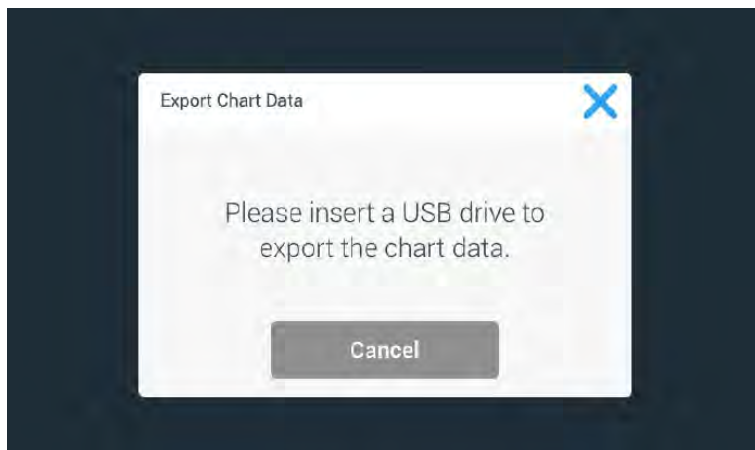 Export Chart Data
Please insert a USB drive to
export the chart data.
Cancel